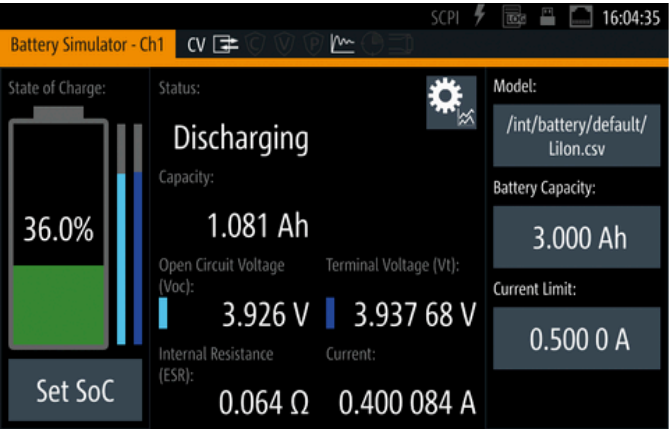 SCPI LOG 16:04:35
Battery Simulator - Ch1 CV C V P
State of Charge:
36.0%
Set SoC
Status:
Discharging
Capacity:
1.081 Ah
Open Circuit Voltage
(Voc):
3.926 V
Terminal Voltage (Vt):
3.937 68 V
Internal Resistance
(ESR):
0.064 Ω
Current:
0.400 084 A
Model:
/int/battery/default/
LiIon.csv
Battery Capacity:
3.000 Ah
Current Limit:
0.500 0 A